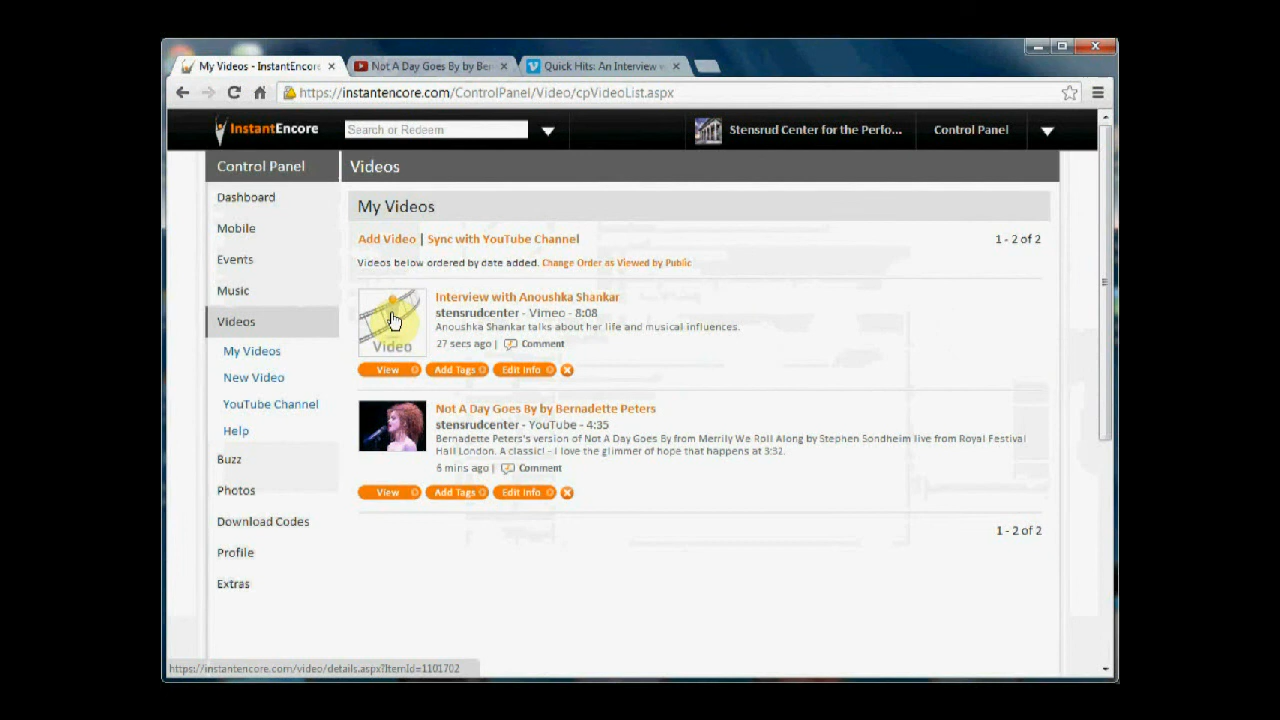 My Videos - InstantEncore
Not A Day Goes By by Ber
Quick Hits: An Interview w
https://instantencore.com/ControlPanel/Video/cpVideoList.aspx
InstantEncore
Search or Redeem
Stensrud Center for the Perfo...
Control Panel
Control Panel
Videos
Dashboard
Mobile
Events
Music
Videos
My Videos
New Video
YouTube Channel
Help
Buzz
Photos
Download Codes
Profile
Extras
My Videos
Add Video | Sync with YouTube Channel
1 - 2 of 2
Videos below ordered by date added. Change Order as Viewed by Public
Video
Interview with Anoushka Shankar
stensrudcenter - Vimeo - 8:08
Anoushka Shankar talks about her life and musical influences.
27 secs ago | Comment
View
Add Tags
Edit Info
Not A Day Goes By by Bernadette Peters
stensrudcenter - YouTube - 4:35
Bernadette Peters's version of Not A Day Goes By from Merrily We Roll Along by Stephen Sondheim live from Royal Festival
Hall London. A classic! - I love the glimmer of hope that happens at 3:32.
6 mins ago | Comment
View
Add Tags
Edit Info
1 - 2 of 2
https://instantencore.com/video/details.aspx?ItemId=1101702